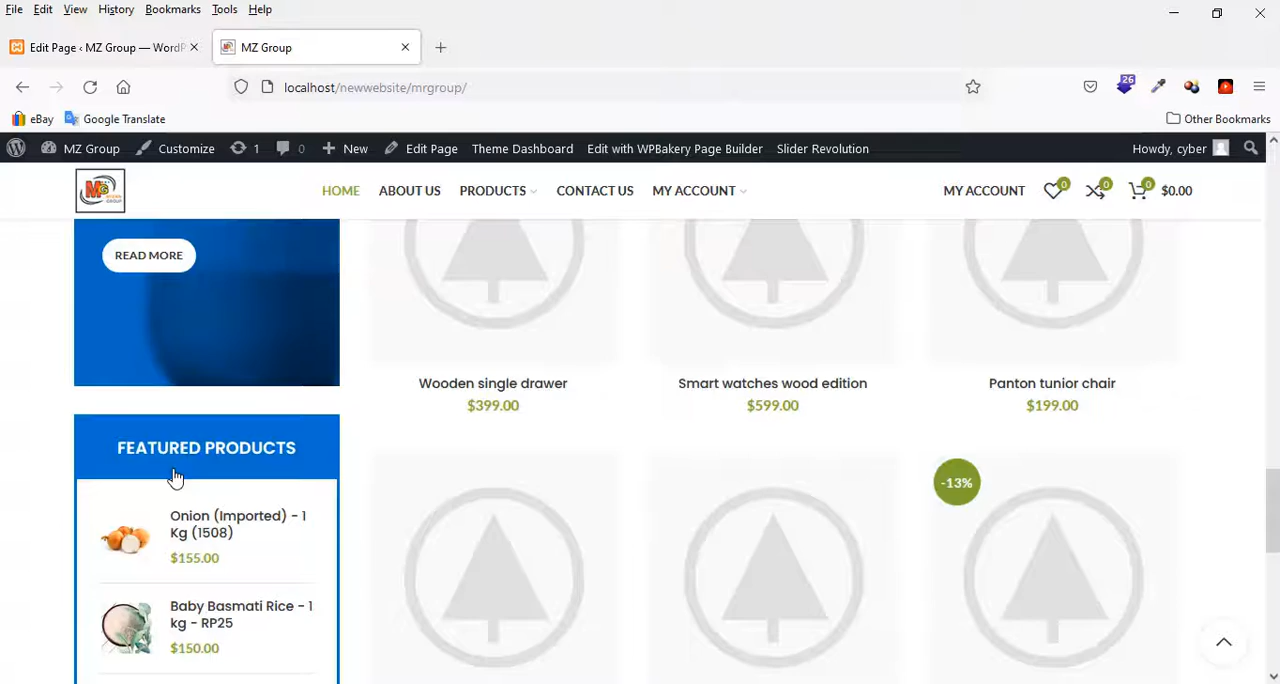 File Edit View History Bookmarks Tools Help
Edit Page ‹ MZ Group — WordP
MZ Group
localhost/newwebsite/mrgroup/
26
eBay Google Translate Other Bookmarks
MZ Group Customize 1 0 New Edit Page Theme Dashboard Edit with WPBakery Page Builder Slider Revolution Howdy, cyber
HOME ABOUT US PRODUCTS CONTACT US MY ACCOUNT MY ACCOUNT 0 0 0 $0.00
READ MORE
Wooden single drawer
$399.00
Smart watches wood edition
$599.00
Panton tunior chair
$199.00
FEATURED PRODUCTS
Onion (Imported) - 1
Kg (1508)
$155.00
Baby Basmati Rice - 1
kg - RP25
$150.00
-13%